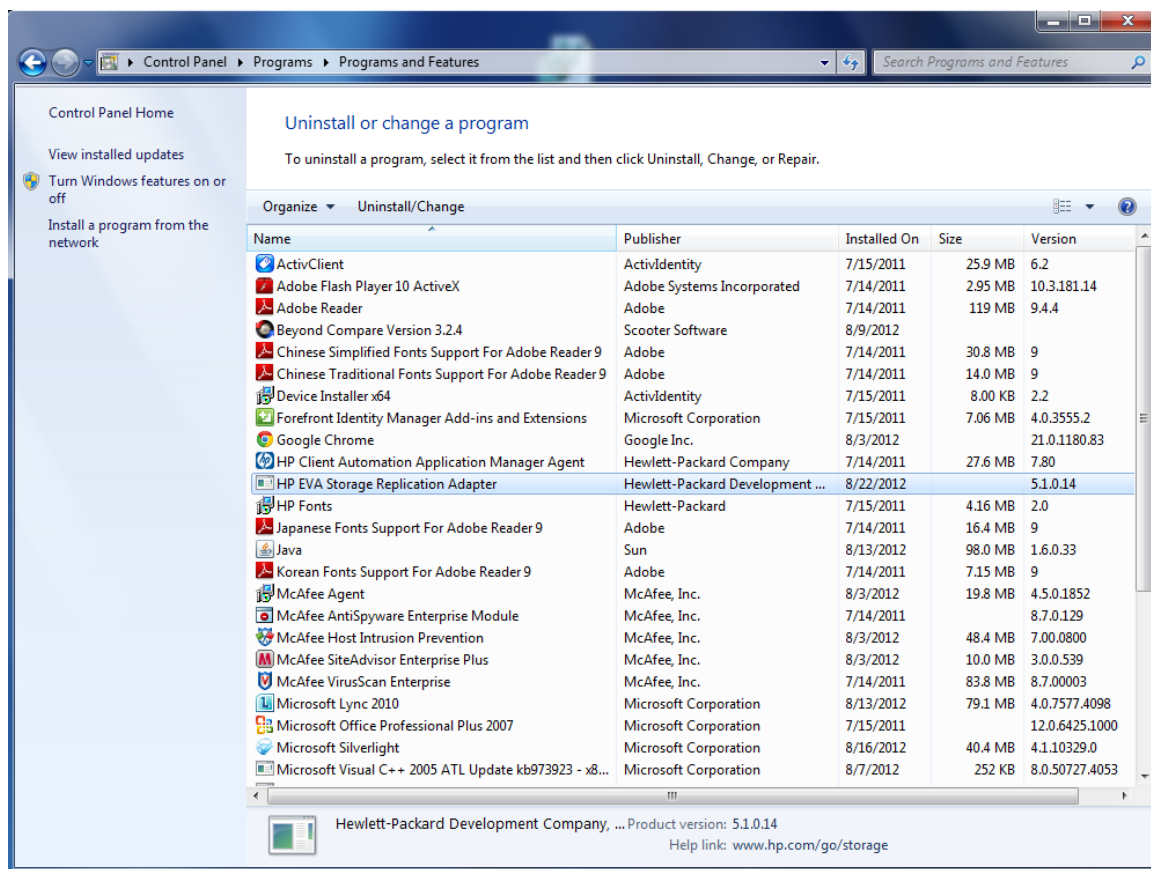 Control Panel Programs Programs and Features Search Programs and Features
Control Panel Home
View installed updates
Turn Windows features on or
off
Install a program from the
network
Uninstall or change a program
To uninstall a program, select it from the list and then click Uninstall, Change, or Repair.
Organize Uninstall/Change
Name Publisher Installed On Size Version
ActivClient ActivIdentity 7/15/2011 25.9 MB 6.2
Adobe Flash Player 10 ActiveX Adobe Systems Incorporated 7/14/2011 2.95 MB 10.3.181.14
Adobe Reader Adobe 7/14/2011 119 MB 9.4.4
Beyond Compare Version 3.2.4 Scooter Software 8/9/2012
Chinese Simplified Fonts Support For Adobe Reader 9 Adobe 7/14/2011 30.8 MB 9
Chinese Traditional Fonts Support For Adobe Reader 9 Adobe 7/14/2011 14.0 MB 9
Device Installer x64 ActivIdentity 7/15/2011 8.00 KB 2.2
Forefront Identity Manager Add-ins and Extensions Microsoft Corporation 7/15/2011 7.06 MB 4.0.3555.2
Google Chrome Google Inc. 8/3/2012 21.0.1180.83
HP Client Automation Application Manager Agent Hewlett-Packard Company 7/14/2011 27.6 MB 7.80
HP EVA Storage Replication Adapter Hewlett-Packard Development ... 8/22/2012 5.1.0.14
HP Fonts Hewlett-Packard 7/15/2011 4.16 MB 2.0
Japanese Fonts Support For Adobe Reader 9 Adobe 7/14/2011 16.4 MB 9
Java Sun 8/13/2012 98.0 MB 1.6.0.33
Korean Fonts Support For Adobe Reader 9 Adobe 7/14/2011 7.15 MB 9
McAfee Agent McAfee, Inc. 8/3/2012 19.8 MB 4.5.0.1852
McAfee AntiSpyware Enterprise Module McAfee, Inc. 7/14/2011 8.7.0.129
McAfee Host Intrusion Prevention McAfee, Inc. 8/3/2012 48.4 MB 7.00.0800
McAfee SiteAdvisor Enterprise Plus McAfee, Inc. 8/3/2012 10.0 MB 3.0.0.539
McAfee VirusScan Enterprise McAfee, Inc. 7/14/2011 83.8 MB 8.7.00003
Microsoft Lync 2010 Microsoft Corporation 8/13/2012 79.1 MB 4.0.7577.4098
Microsoft Office Professional Plus 2007 Microsoft Corporation 7/15/2011 12.0.6425.1000
Microsoft Silverlight Microsoft Corporation 8/16/2012 40.4 MB 4.1.10329.0
Microsoft Visual C++ 2005 ATL Update kb973923 - x8... Microsoft Corporation 8/7/2012 252 KB 8.0.50727.4053
Hewlett-Packard Development Company, ... Product version: 5.1.0.14
Help link: www.hp.com/go/storage